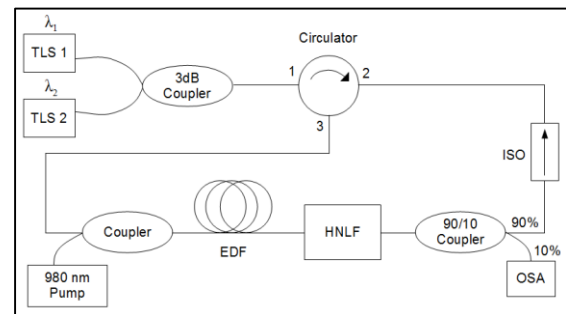 λ1
TLS 1
λ2
TLS 2
3dB
Coupler
Circulator
1
2
3
ISO
Coupler
980 nm
Pump
EDF
HNLF
90/10
Coupler
90%
10%
OSA